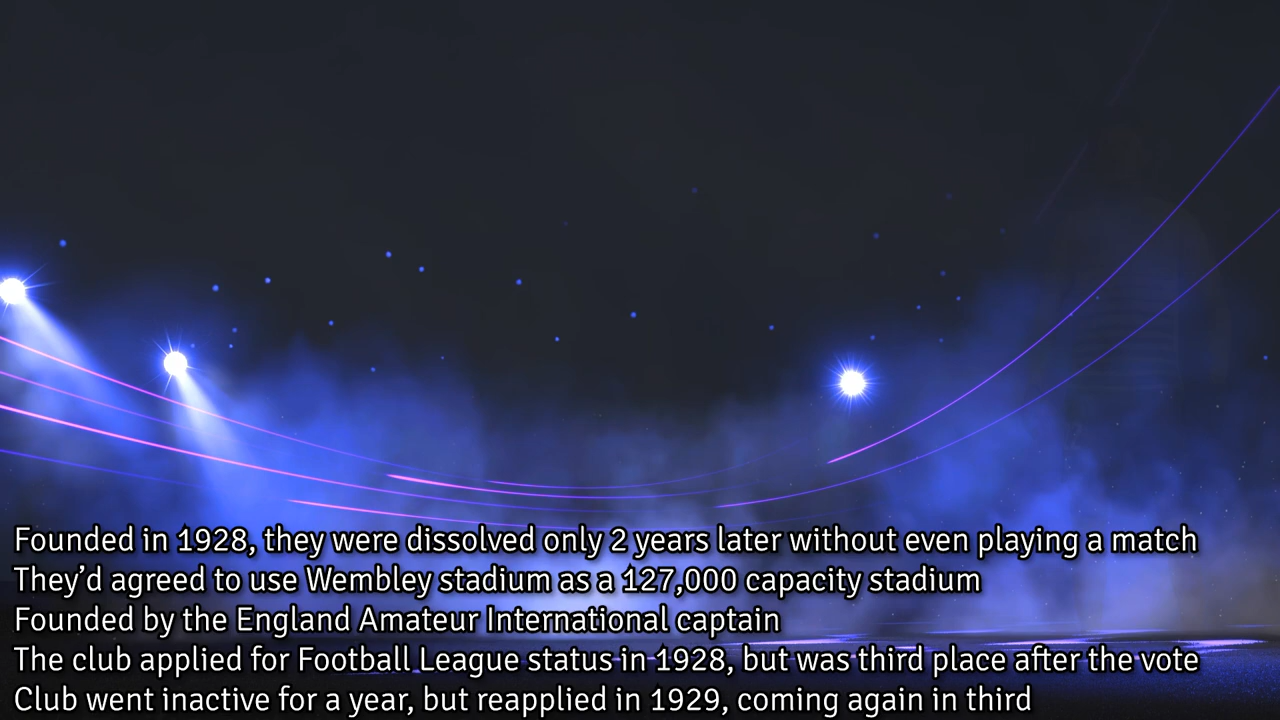 Founded in 1928, they were dissolved only 2 years later without even playing a match
They’d agreed to use Wembley stadium as a 127,000 capacity stadium
Founded by the England Amateur International captain
The club applied for Football League status in 1928, but was third place after the vote
Club went inactive for a year, but reapplied in 1929, coming again in third